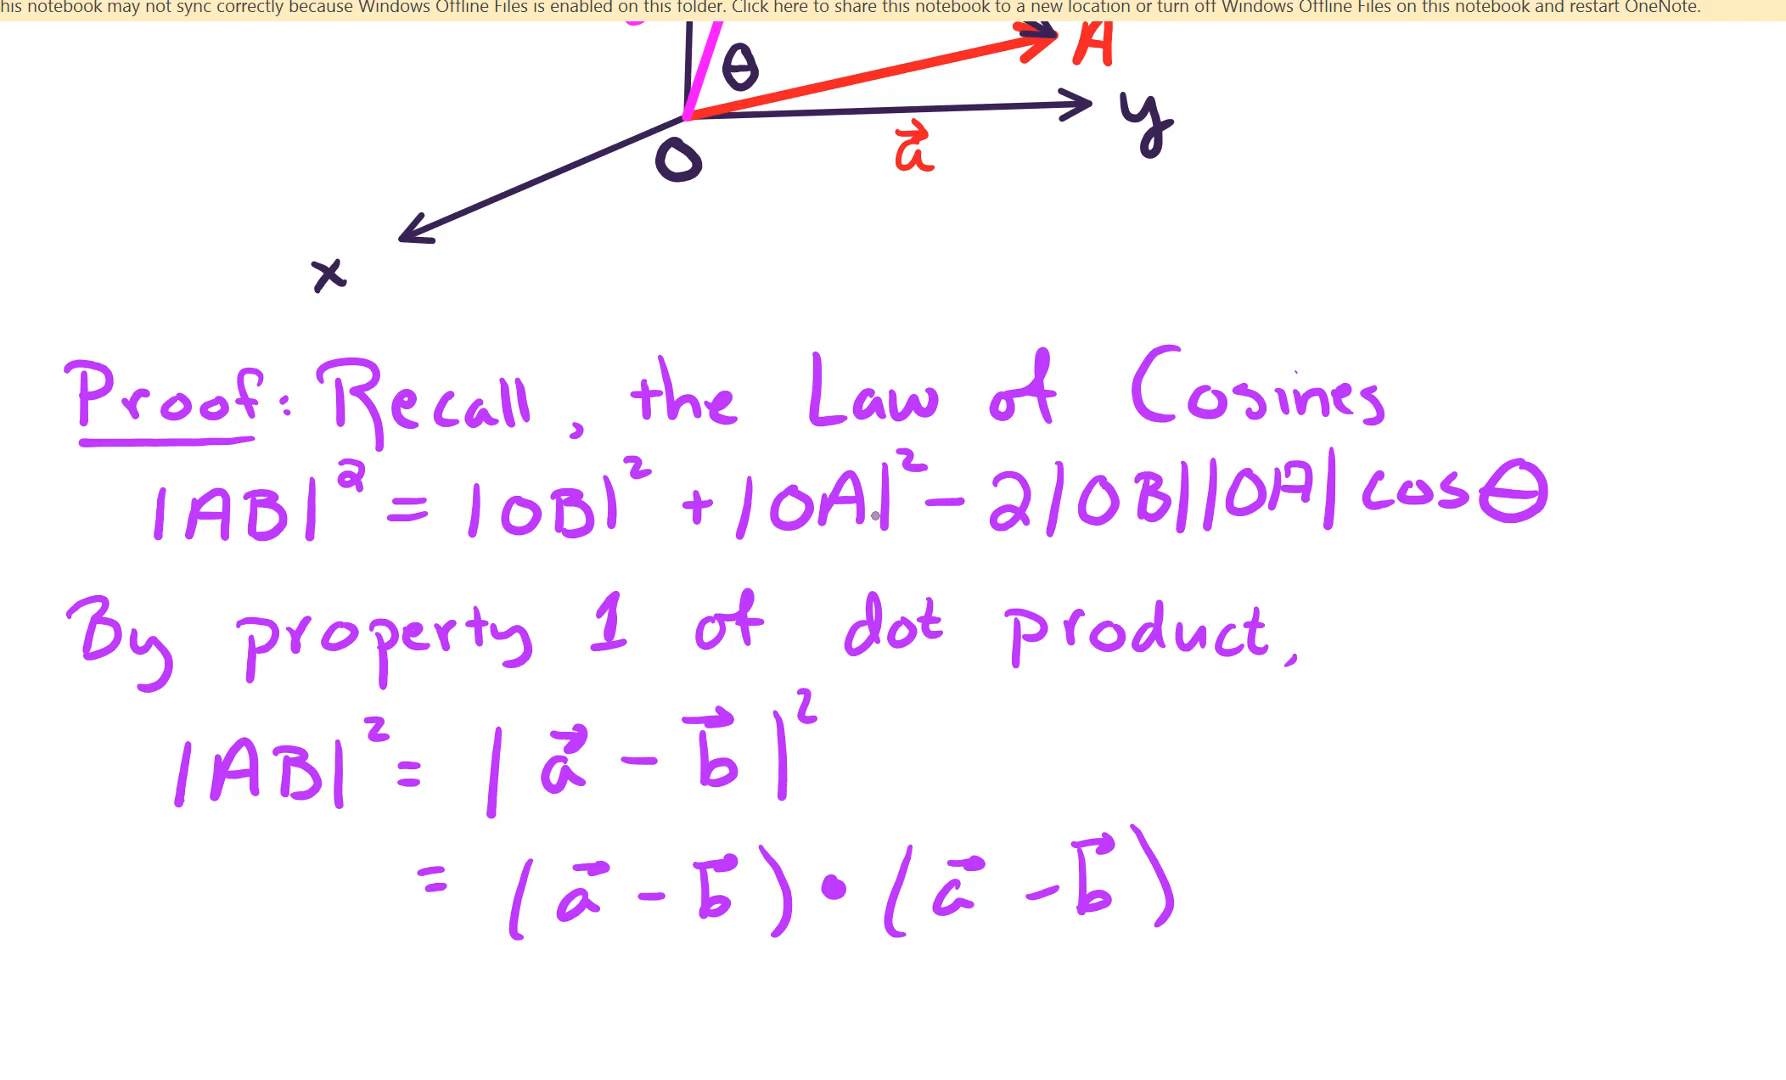 his notebook may not sync correctly because Windows Offline Files is enabled on this folder. Click here to share this notebook to a new location or turn off Windows Offline Files on this notebook and restart OneNote.
θ A
y
O a⃗
x
Proof: Recall, the Law of Cosines
|AB|² = |OB|² + |OA|² - 2|OB||OA| cosθ
By property 1 of dot product,
|AB|² = |a⃗ - b⃗|²
= (a⃗ - b⃗) • (a⃗ - b⃗)